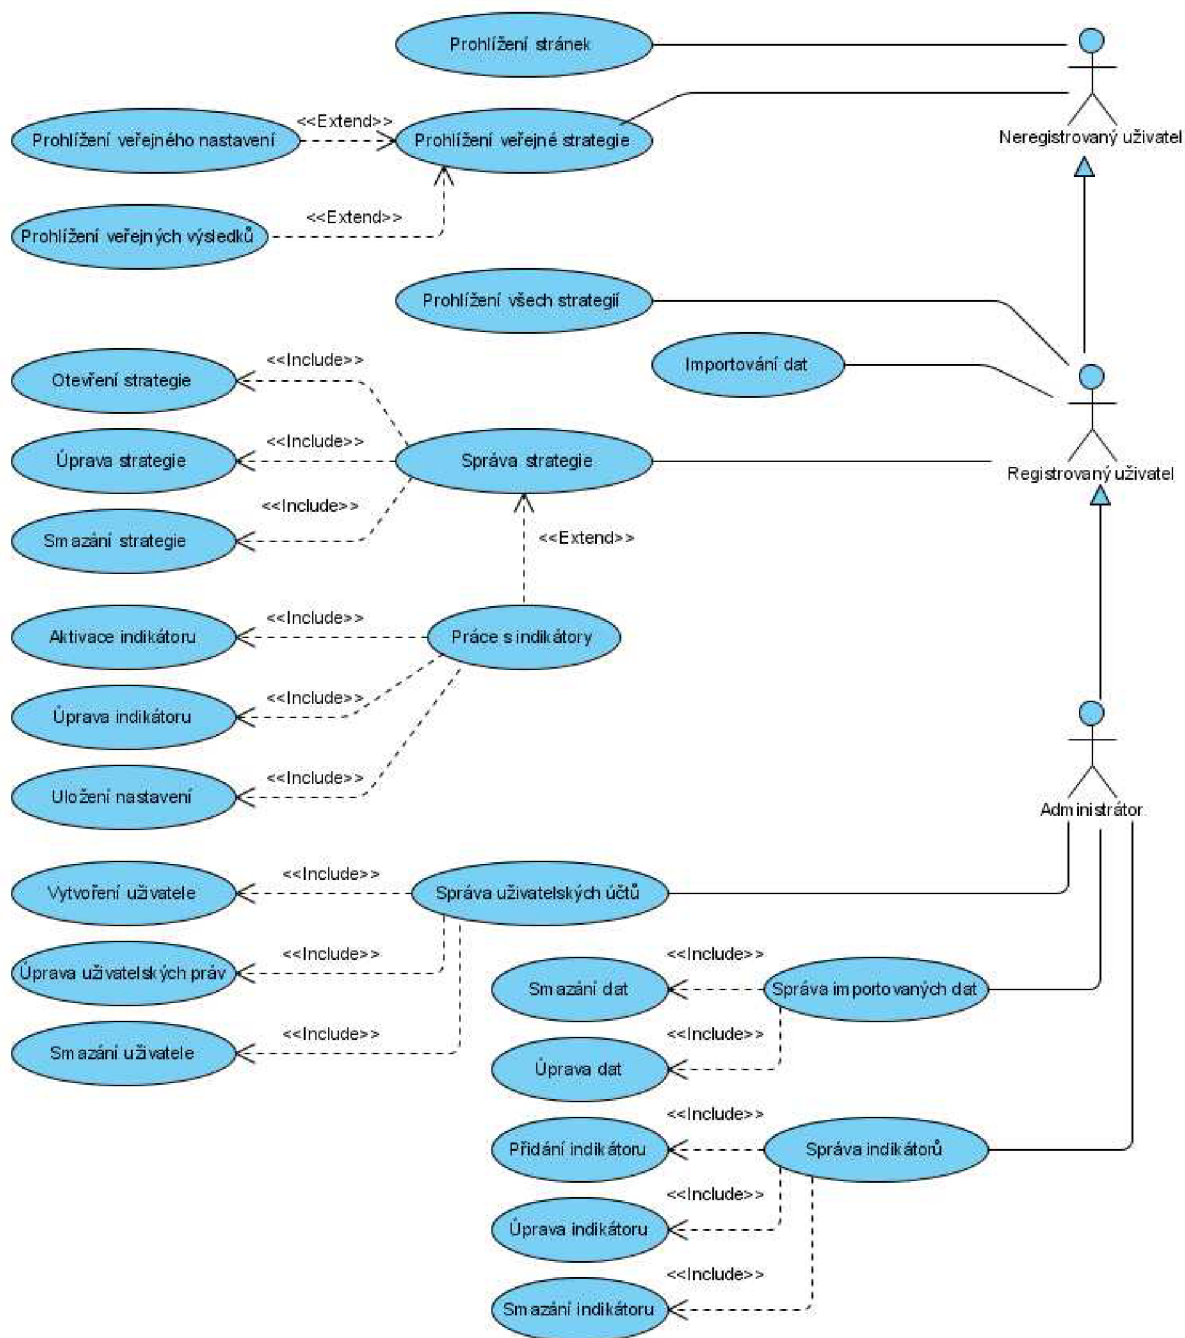 Prohlížení stránek
Neregistrovaný uživatel
Prohlížení veřejného nastavení
<<Extend>>
Prohlížení veřejné strategie
Prohlížení veřejných výsledků
<<Extend>>
Prohlížení všech strategií
Importování dat
Registrovaný uživatel
Otevření strategie
<<Include>>
Úprava strategie
<<Include>>
Správa strategie
Smazání strategie
<<Include>>
<<Extend>>
Aktivace indikátoru
<<Include>>
Práce s indikátory
Úprava indikátoru
<<Include>>
Uložení nastavení
<<Include>>
Administrátor
Vytvoření uživatele
<<Include>>
Správa uživatelských účtů
Úprava uživatelských práv
<<Include>>
Smazání uživatele
<<Include>>
Smazání dat
<<Include>>
Správa importovaných dat
Úprava dat
<<Include>>
Přidání indikátoru
<<Include>>
Správa indikátorů
Úprava indikátoru
<<Include>>
Smazání indikátoru
<<Include>>